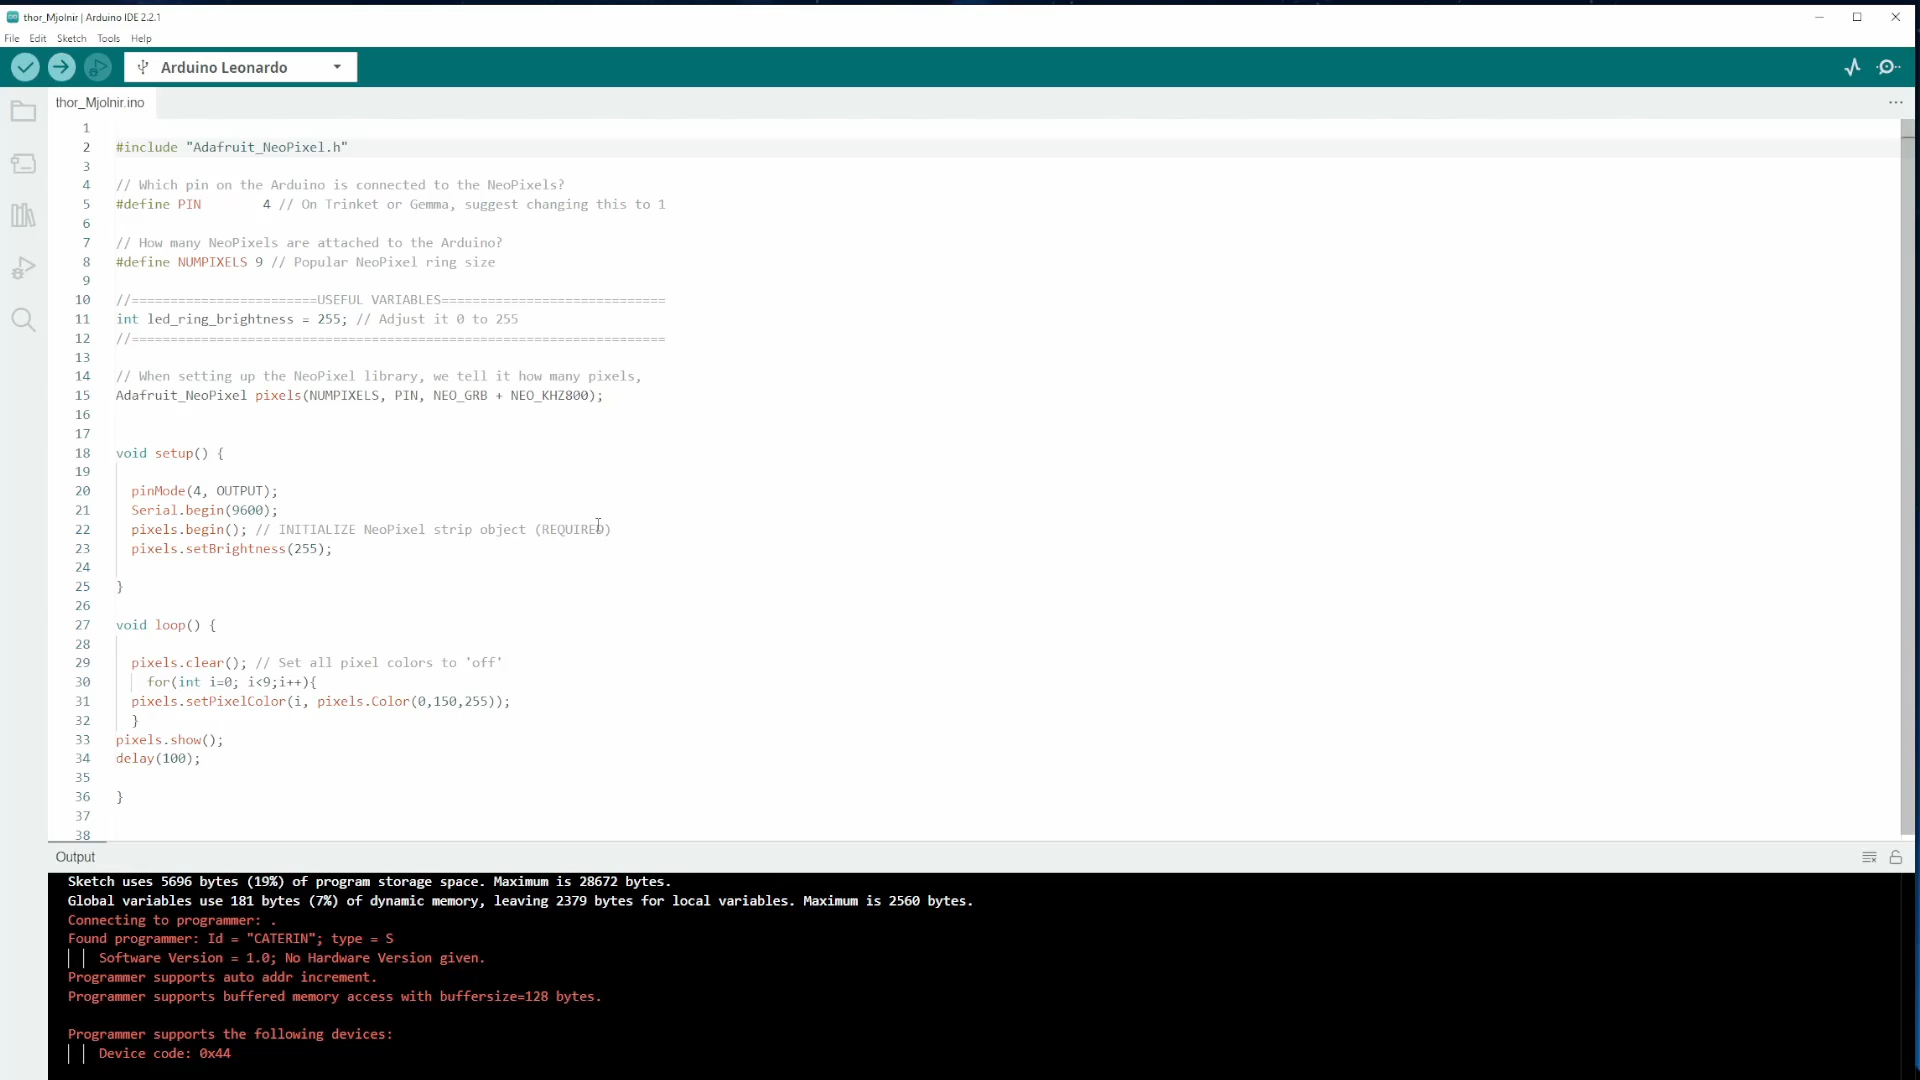 thor_Mjolnir | Arduino IDE 2.2.1
File Edit Sketch Tools Help
Arduino Leonardo
thor_Mjolnir.ino
1
2 #include "Adafruit_NeoPixel.h"
3
4 // Which pin on the Arduino is connected to the NeoPixels?
5 #define PIN        4 // On Trinket or Gemma, suggest changing this to 1
6
7 // How many NeoPixels are attached to the Arduino?
8 #define NUMPIXELS 9 // Popular NeoPixel ring size
9
10 //========================USEFUL VARIABLES=============================
11 int led_ring_brightness = 255; // Adjust it 0 to 255
12 //=====================================================================
13
14 // When setting up the NeoPixel library, we tell it how many pixels,
15 Adafruit_NeoPixel pixels(NUMPIXELS, PIN, NEO_GRB + NEO_KHZ800);
16
17
18 void setup() {
19
20   pinMode(4, OUTPUT);
21   Serial.begin(9600);
22   pixels.begin(); // INITIALIZE NeoPixel strip object (REQUIRED)
23   pixels.setBrightness(255);
24
25 }
26
27 void loop() {
28
29   pixels.clear(); // Set all pixel colors to 'off'
30     for(int i=0; i<9;i++){
31   pixels.setPixelColor(i, pixels.Color(0,150,255));
32   }
33 pixels.show();
34 delay(100);
35
36 }
37
38
Output
Sketch uses 5696 bytes (19%) of program storage space. Maximum is 28672 bytes.
Global variables use 181 bytes (7%) of dynamic memory, leaving 2379 bytes for local variables. Maximum is 2560 bytes.
Connecting to programmer: .
Found programmer: Id = "CATERIN"; type = S
Software Version = 1.0; No Hardware Version given.
Programmer supports auto addr increment.
Programmer supports buffered memory access with buffersize=128 bytes.
Programmer supports the following devices:
Device code: 0x44